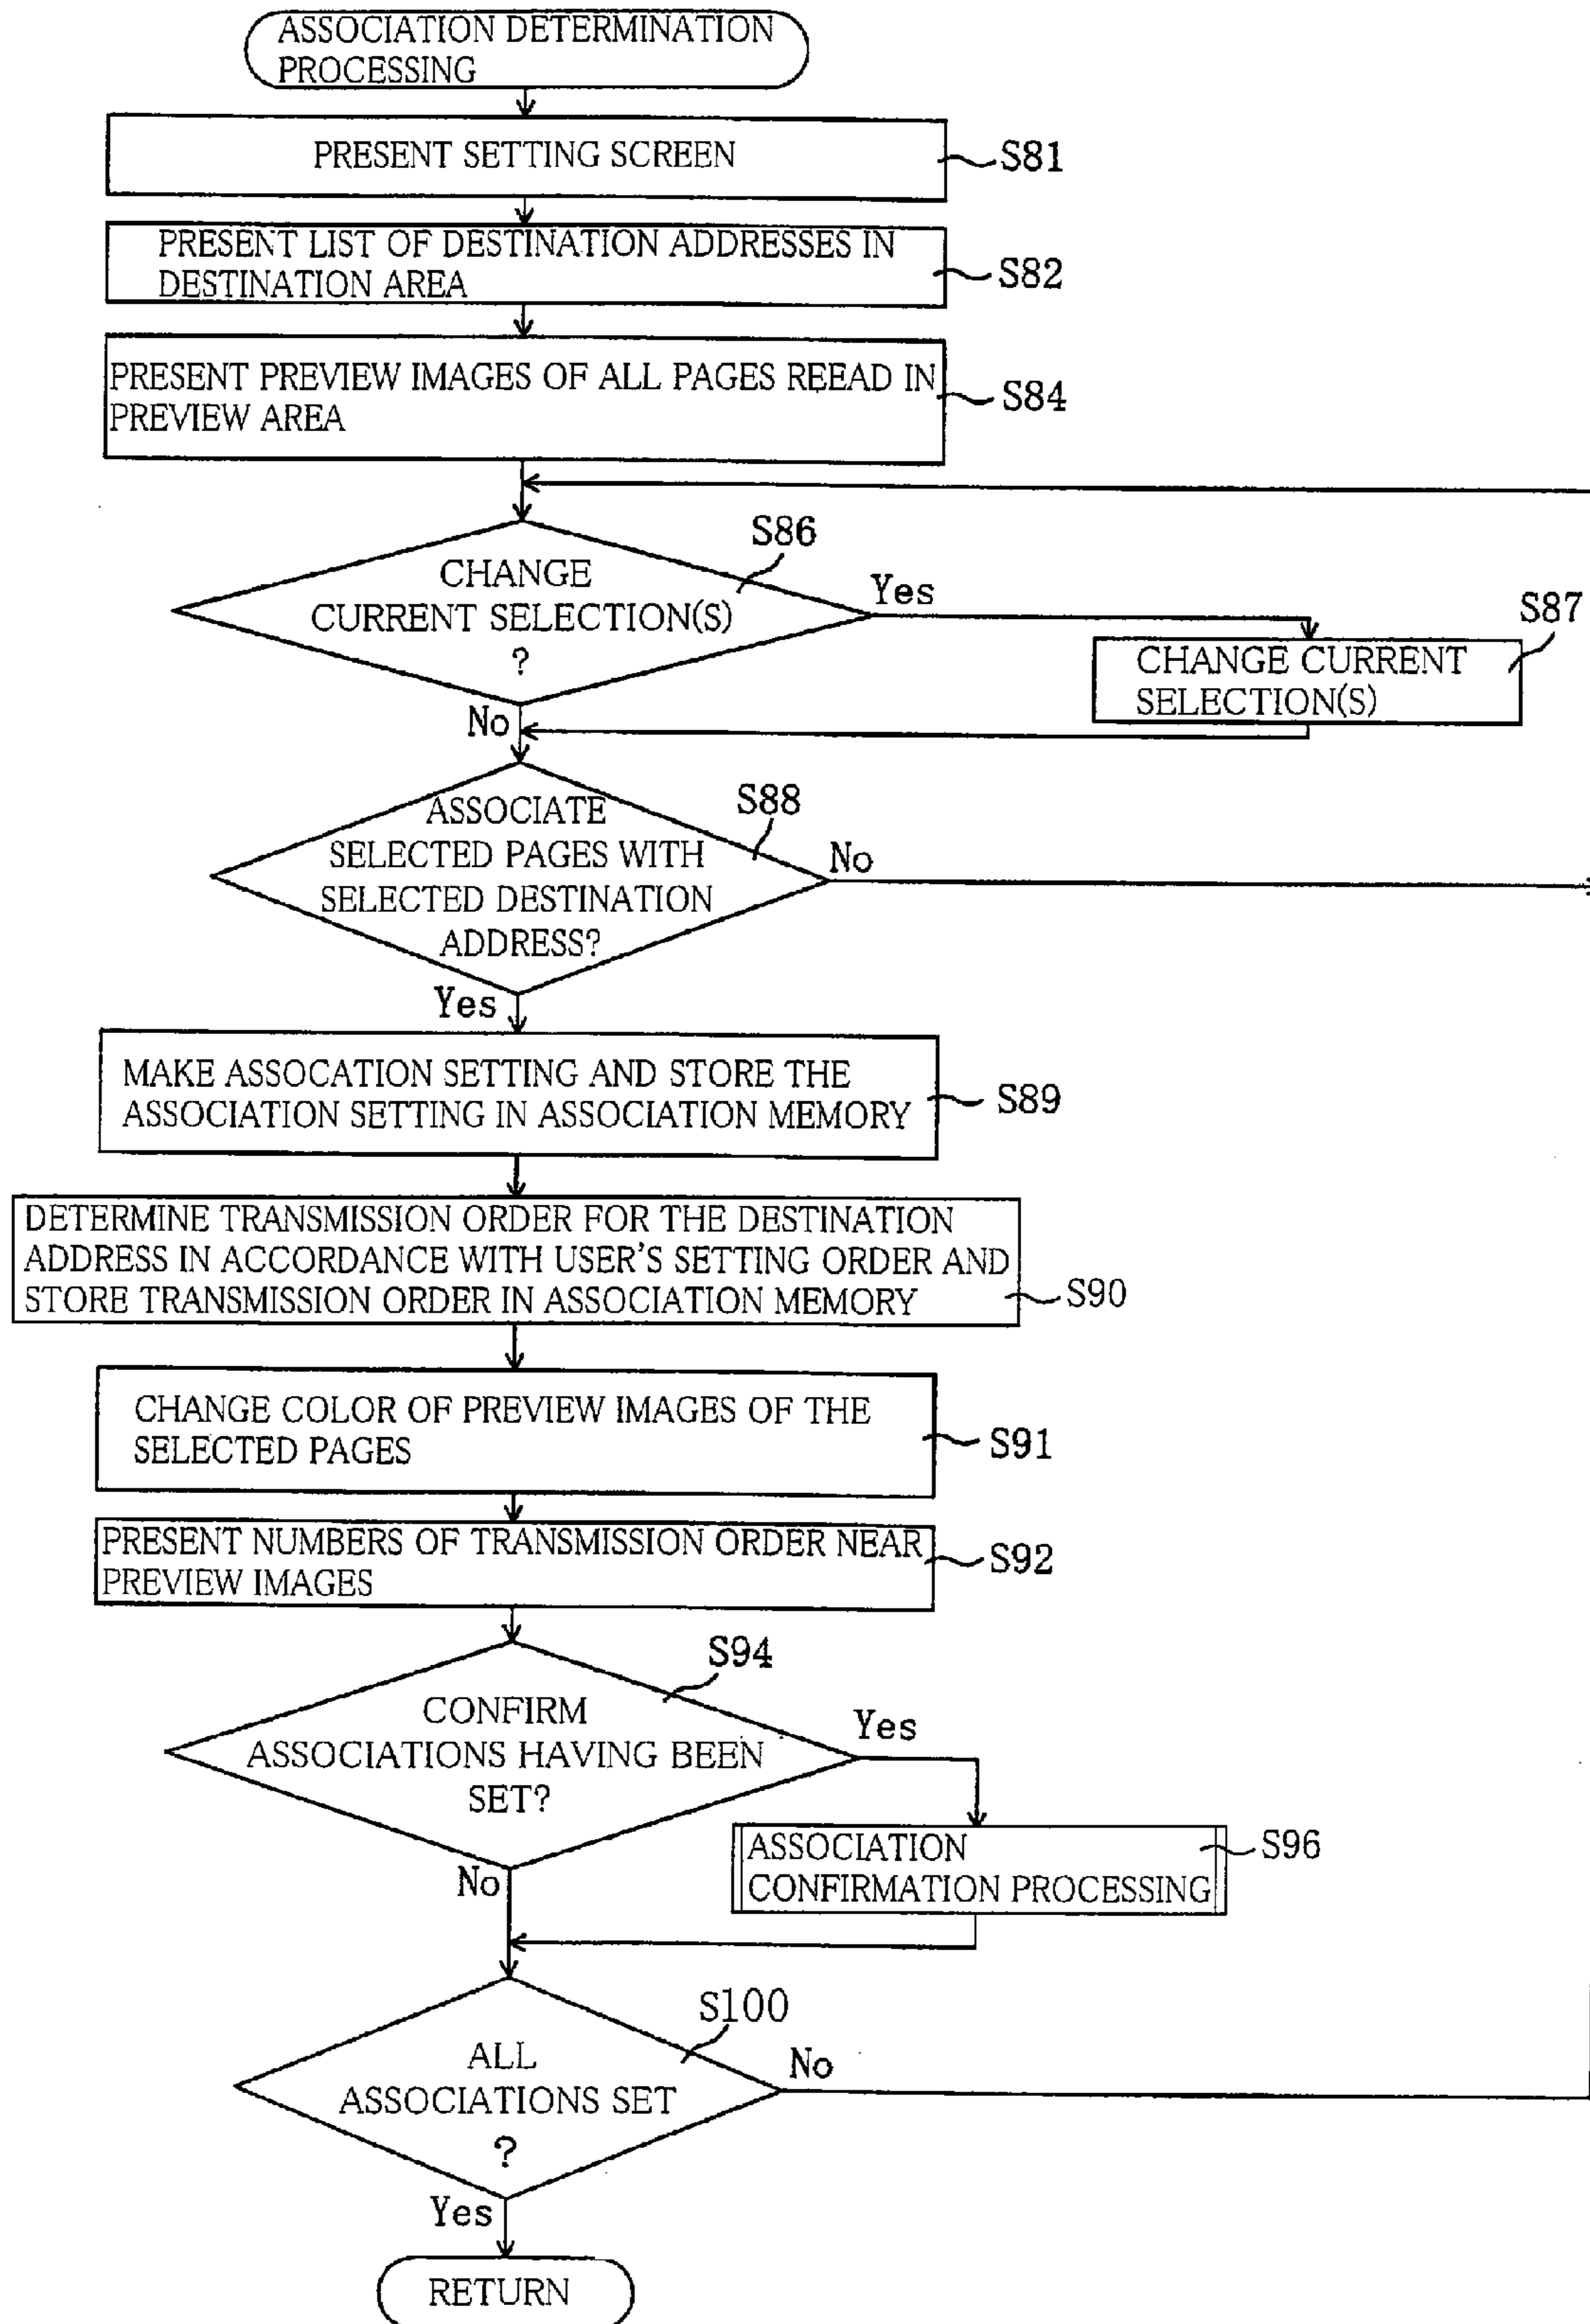 ASSOCIATION DETERMINATION
PROCESSING
PRESENT SETTING SCREEN
S81
PRESENT LIST OF DESTINATION ADDRESSES IN
DESTINATION AREA
S82
PRESENT PREVIEW IMAGES OF ALL PAGES REEAD IN
PREVIEW AREA
S84
S86
CHANGE
CURRENT SELECTION(S)
?
Yes
S87
CHANGE CURRENT
SELECTION(S)
No
S88
ASSOCIATE
SELECTED PAGES WITH
SELECTED DESTINATION
ADDRESS?
No
Yes
MAKE ASSOCATION SETTING AND STORE THE
ASSOCIATION SETTING IN ASSOCIATION MEMORY
S89
DETERMINE TRANSMISSION ORDER FOR THE DESTINATION
ADDRESS IN ACCORDANCE WITH USER'S SETTING ORDER AND
STORE TRANSMISSION ORDER IN ASSOCIATION MEMORY
S90
CHANGE COLOR OF PREVIEW IMAGES OF THE
SELECTED PAGES
S91
PRESENT NUMBERS OF TRANSMISSION ORDER NEAR
PREVIEW IMAGES
S92
S94
CONFIRM
ASSOCIATIONS HAVING BEEN
SET?
Yes
ASSOCIATION
CONFIRMATION PROCESSING
S96
No
S100
ALL
ASSOCIATIONS SET
?
No
Yes
RETURN